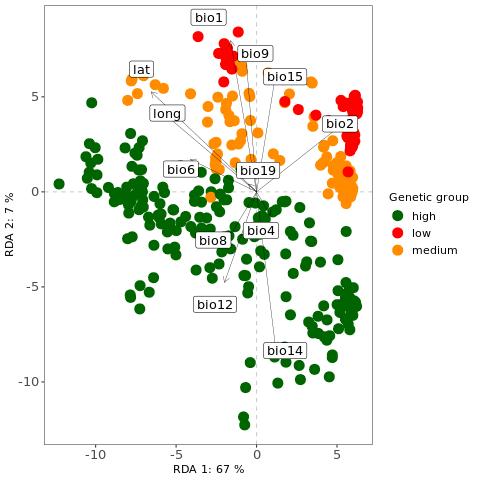 bio1
bio9
lat
bio15
long
bio2
bio6
bio19
bio8
bio4
bio12
bio14
5
0
-5
-10
-10
-5
0
5
RDA 1: 67 %
RDA 2: 7 %
Genetic group
high
low
medium